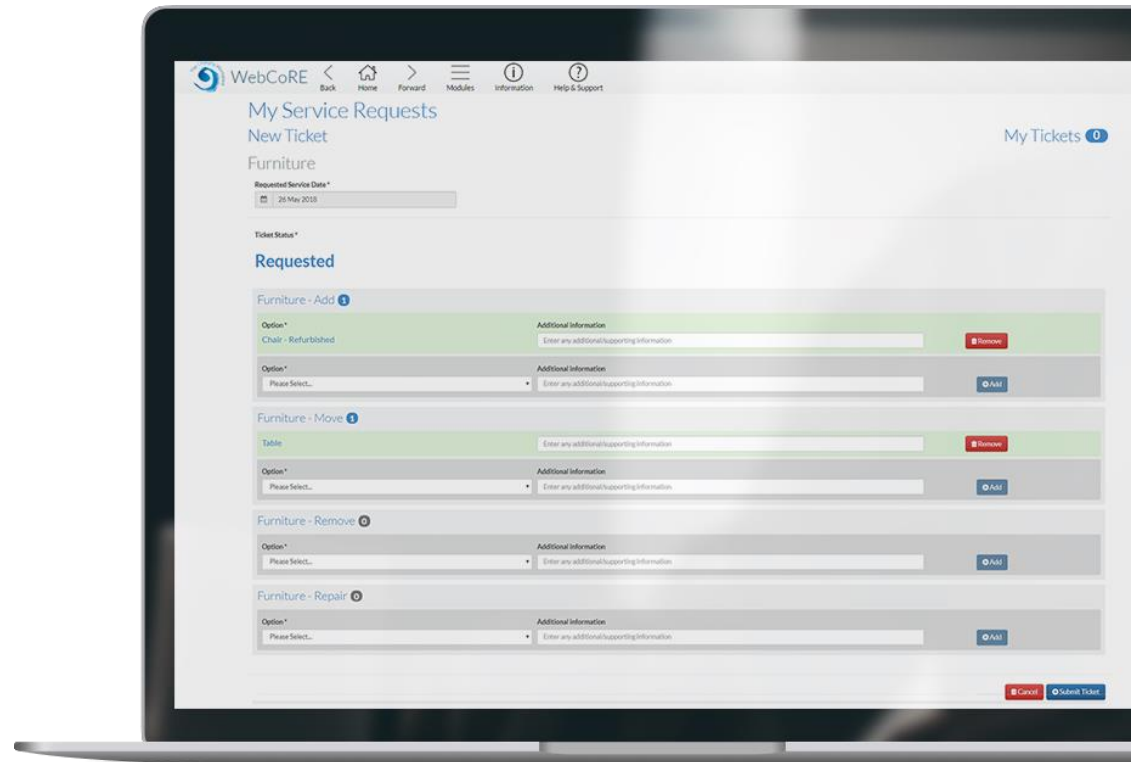 WebCoRE
Back Home Forward Modules Information Help & Support
My Service Requests
New Ticket
My Tickets 0
Furniture
Requested Service Date *
26 May 2018
Ticket Status *
Requested
Furniture - Add 1
Option * Additional information
Chair - Refurbished Enter any additional/supporting information Remove
Option * Additional information
Please Select... Enter any additional/supporting information Add
Furniture - Move 1
Table Enter any additional/supporting information Remove
Option * Additional information
Please Select... Enter any additional/supporting information Add
Furniture - Remove 0
Option * Additional information
Please Select... Enter any additional/supporting information Add
Furniture - Repair 0
Option * Additional information
Please Select... Enter any additional/supporting information Add
Cancel Submit Ticket